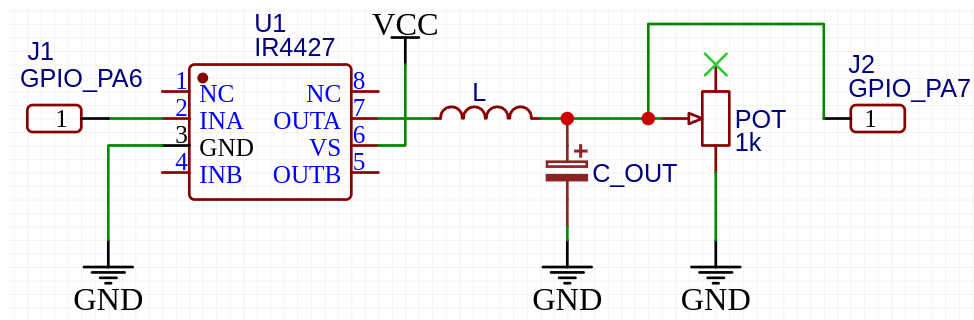 J1
GPIO_PA6
1
U1
IR4427
1 NC
2 INA
3 GND
4 INB
NC 8
OUTA 7
VS 6
OUTB 5
VCC
L
C_OUT
POT
1k
J2
GPIO_PA7
1
GND
GND
GND